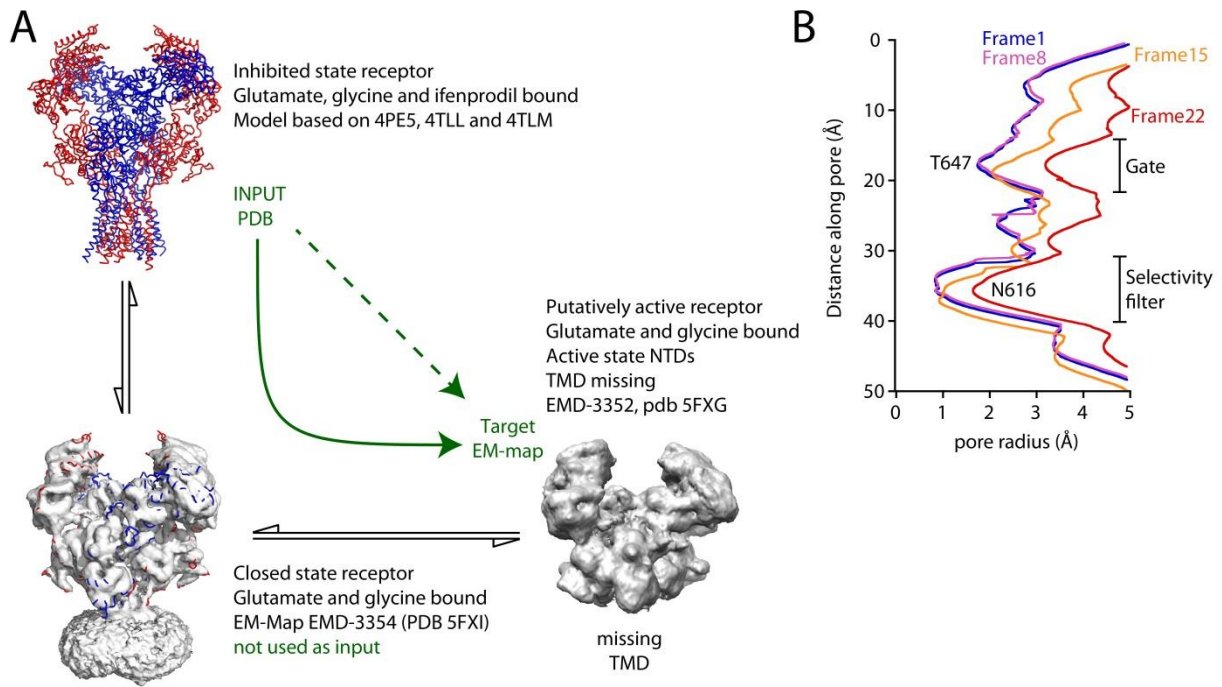 A
Inhibited state receptor
Glutamate, glycine and ifenprodil bound
Model based on 4PE5, 4TLL and 4TLM
INPUT
PDB
Putatively active receptor
Glutamate and glycine bound
Active state NTDs
TMD missing
EMD-3352, pdb 5FXG
Target
EM-map
Closed state receptor
Glutamate and glycine bound
EM-Map EMD-3354 (PDB 5FXI)
not used as input
missing
TMD
B
Frame1
Frame8
Frame15
Frame22
T647
Gate
N616
Selectivity
filter
Distance along pore (Å)
0
10
20
30
40
50
0 1 2 3 4 5
pore radius (Å)